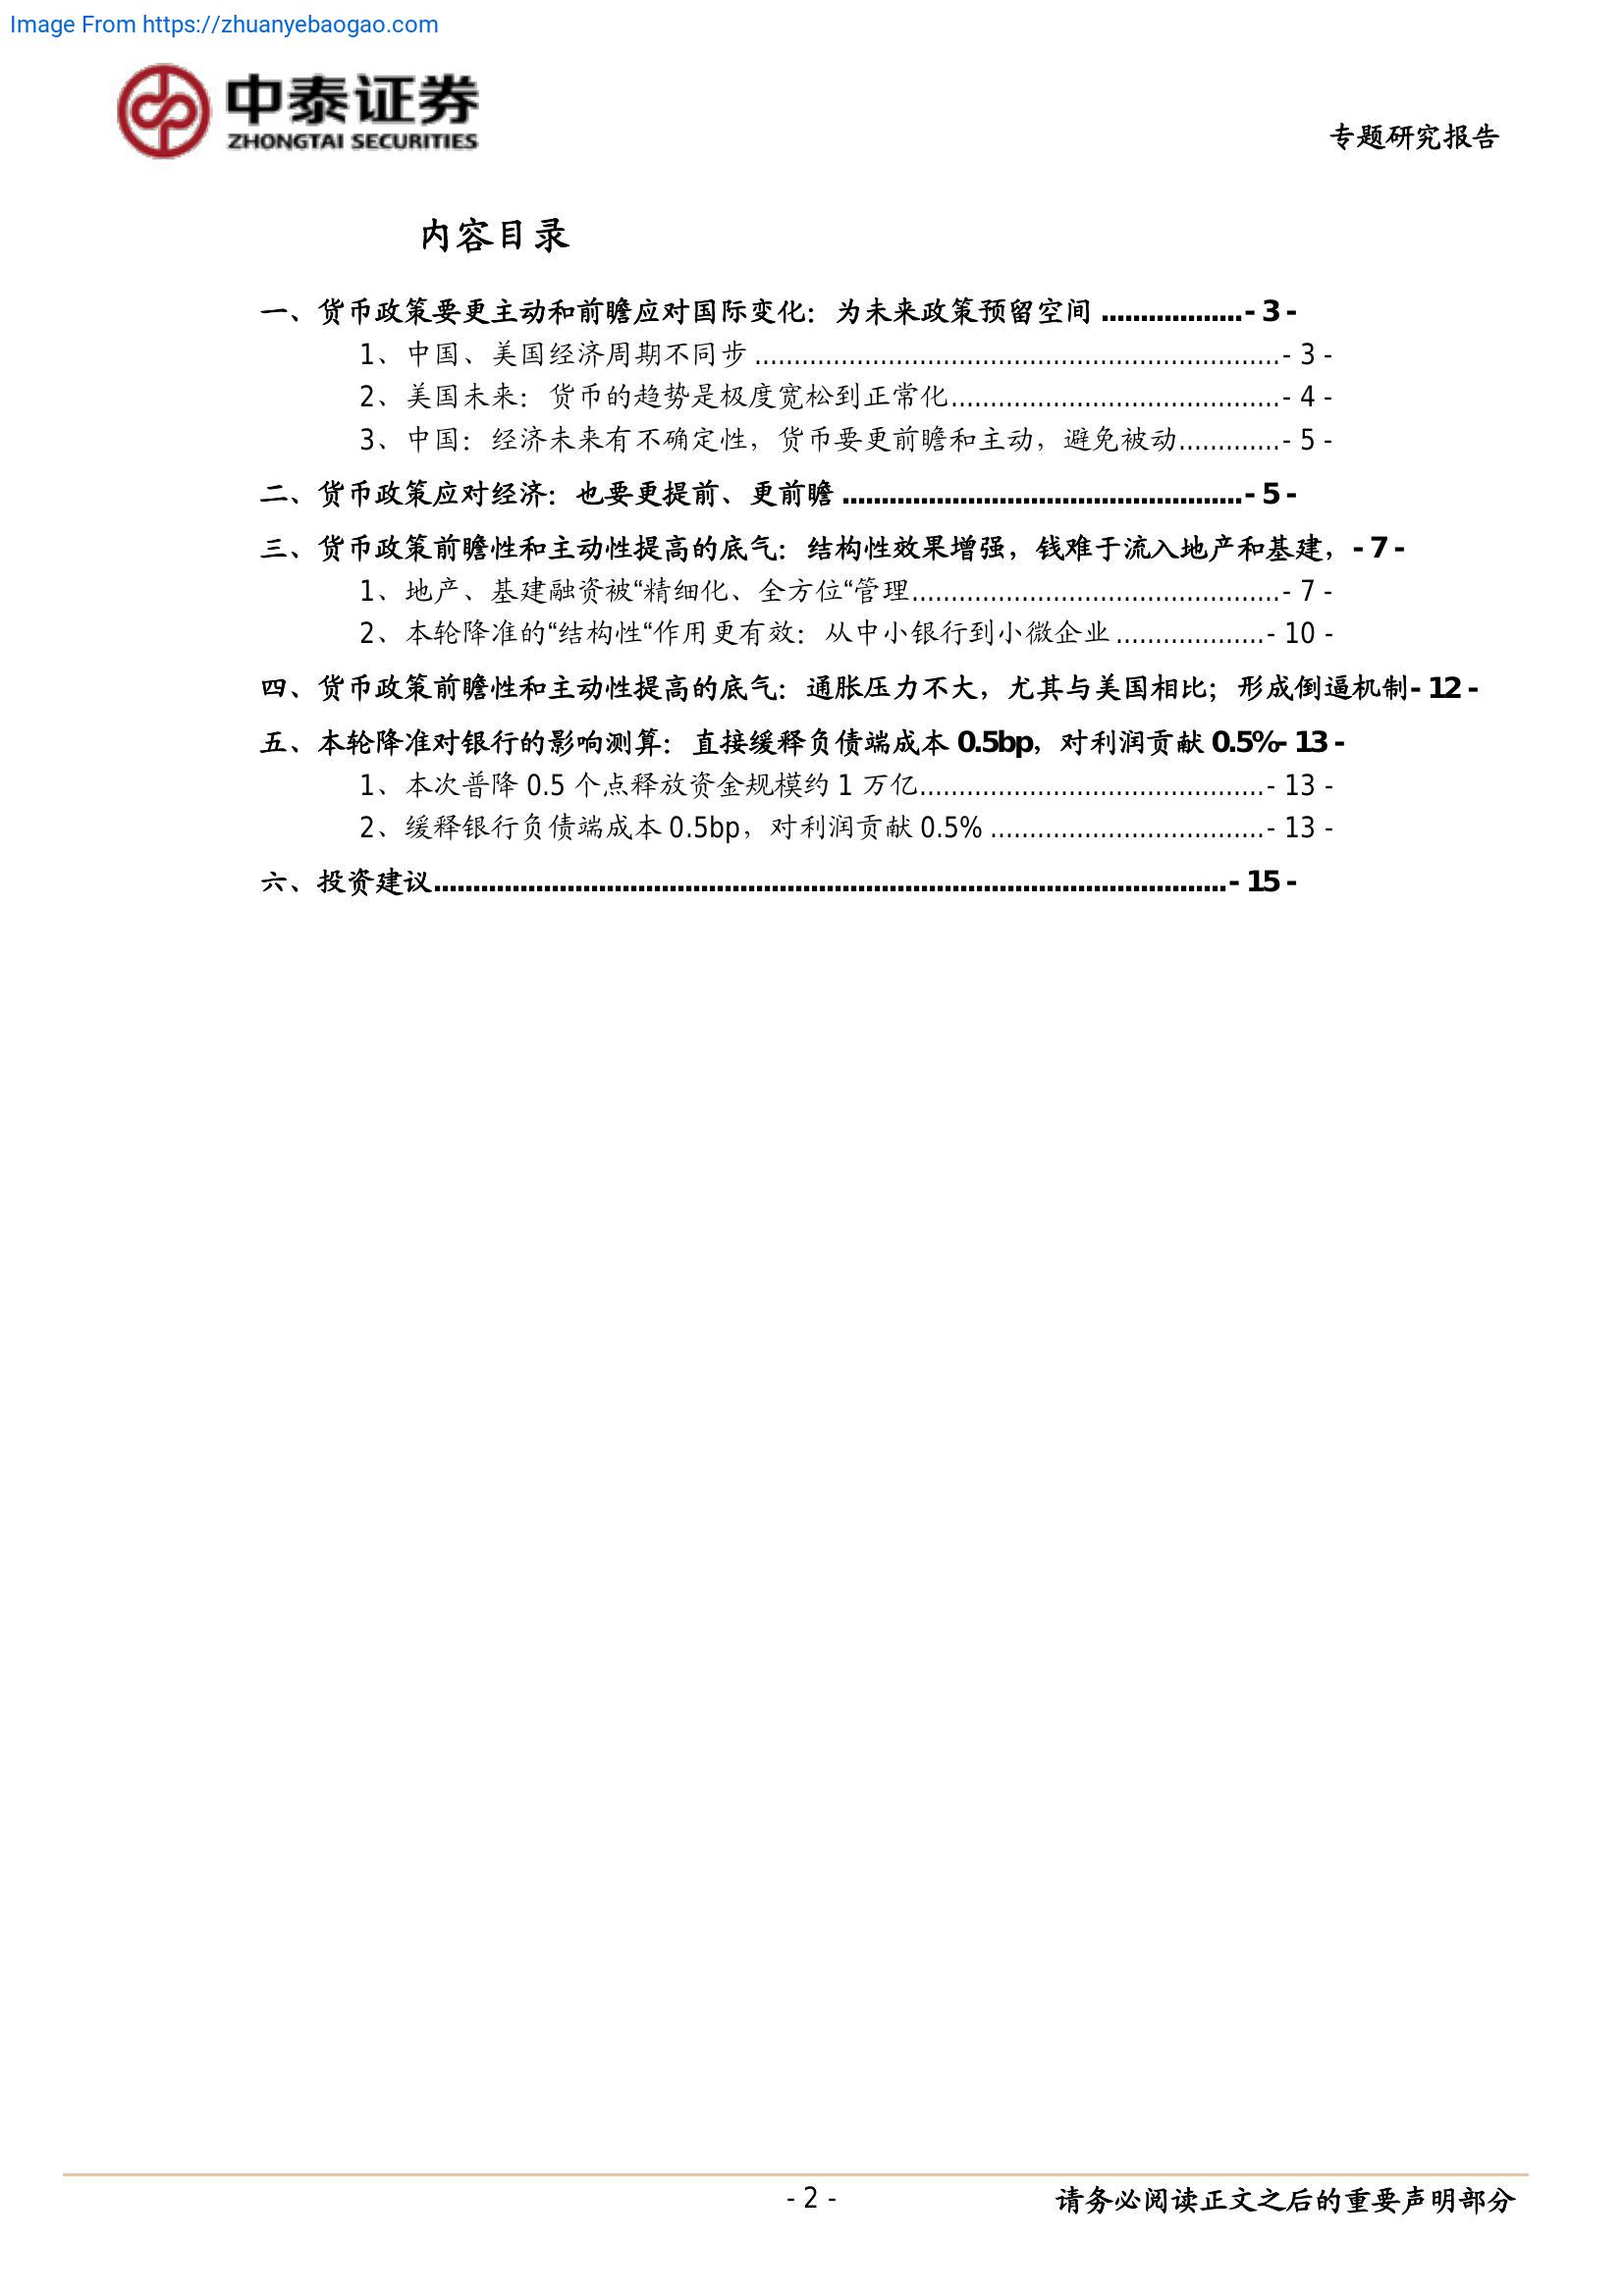 Image From https://zhuanyebaogao.com
中泰证券
ZHONGTAI SECURITIES
专题研究报告
内容目录
一、货币政策要更主动和前瞻应对国际变化：为未来政策预留空间 ..................- 3 -
1、中国、美国经济周期不同步 ...................................................................- 3 -
2、美国未来：货币的趋势是极度宽松到正常化..........................................- 4 -
3、中国：经济未来有不确定性，货币要更前瞻和主动，避免被动.............- 5 -
二、货币政策应对经济：也要更提前、更前瞻 ...................................................- 5 -
三、货币政策前瞻性和主动性提高的底气：结构性效果增强，钱难于流入地产和基建，- 7 -
1、地产、基建融资被“精细化、全方位“管理...............................................- 7 -
2、本轮降准的“结构性“作用更有效：从中小银行到小微企业 ...................- 10 -
四、货币政策前瞻性和主动性提高的底气：通胀压力不大，尤其与美国相比；形成倒逼机制- 12 -
五、本轮降准对银行的影响测算：直接缓释负债端成本 0.5bp，对利润贡献 0.5%- 13 -
1、本次普降 0.5 个点释放资金规模约 1 万亿............................................- 13 -
2、缓释银行负债端成本 0.5bp，对利润贡献 0.5% ...................................- 13 -
六、投资建议.....................................................................................................- 15 -
- 2 -
请务必阅读正文之后的重要声明部分